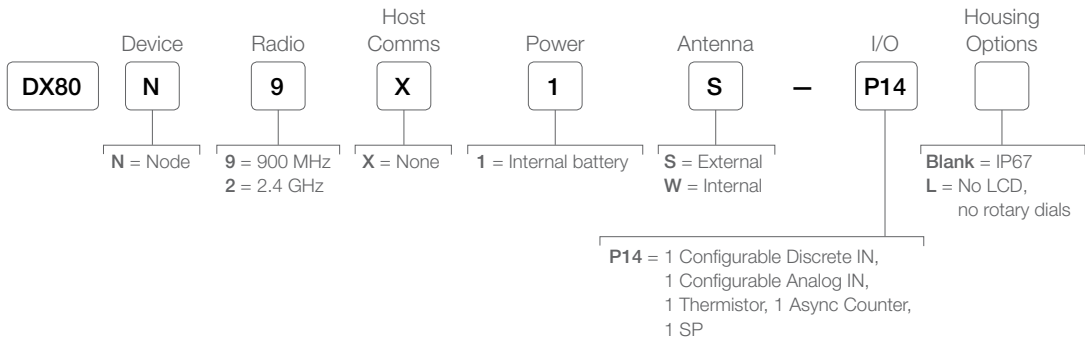 Device
Radio
Host
Comms
Power
Antenna
I/O
Housing
Options
DX80 N 9 X 1 S – P14
N = Node
9 = 900 MHz
2 = 2.4 GHz
X = None
1 = Internal battery
S = External
W = Internal
Blank = IP67
L = No LCD,
no rotary dials
P14 = 1 Configurable Discrete IN,
1 Configurable Analog IN,
1 Thermistor, 1 Async Counter,
1 SP